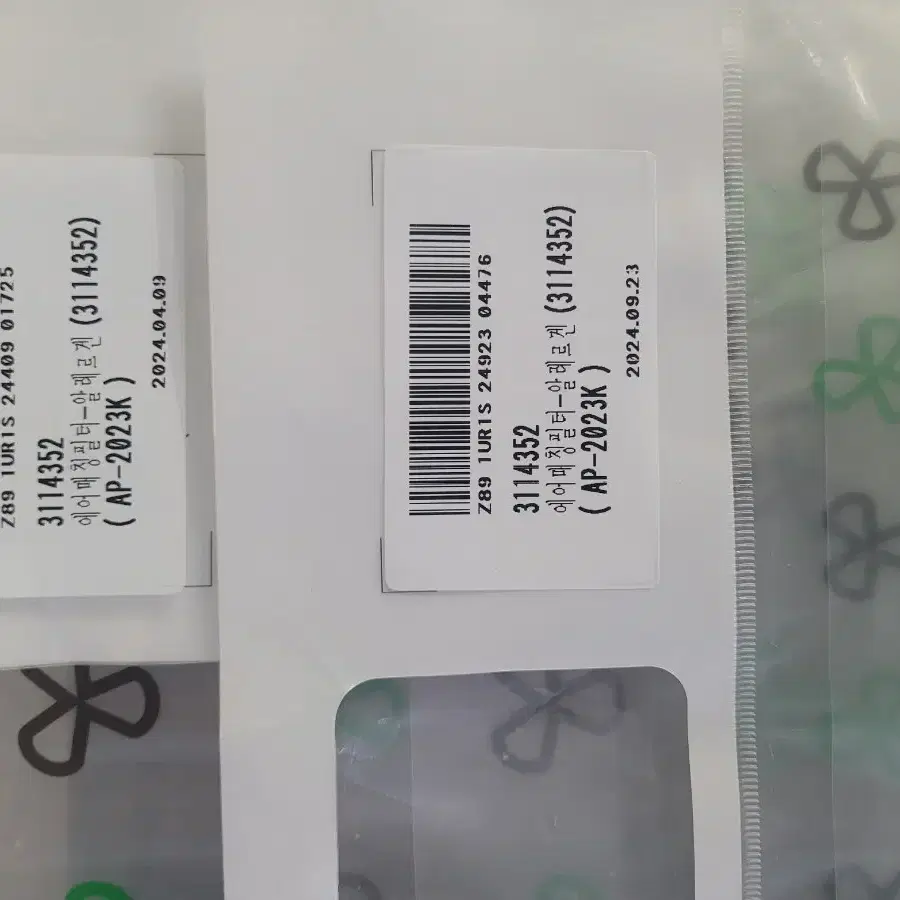 Z89 1UR1S 24409 01725
3114352
에어매칭필터-알레르겐 (3114352)
( AP-2023K )
2024.04.09
Z89 1UR1S 24923 04476
3114352
에어매칭필터-알레르겐 (3114352)
( AP-2023K )
2024.09.23